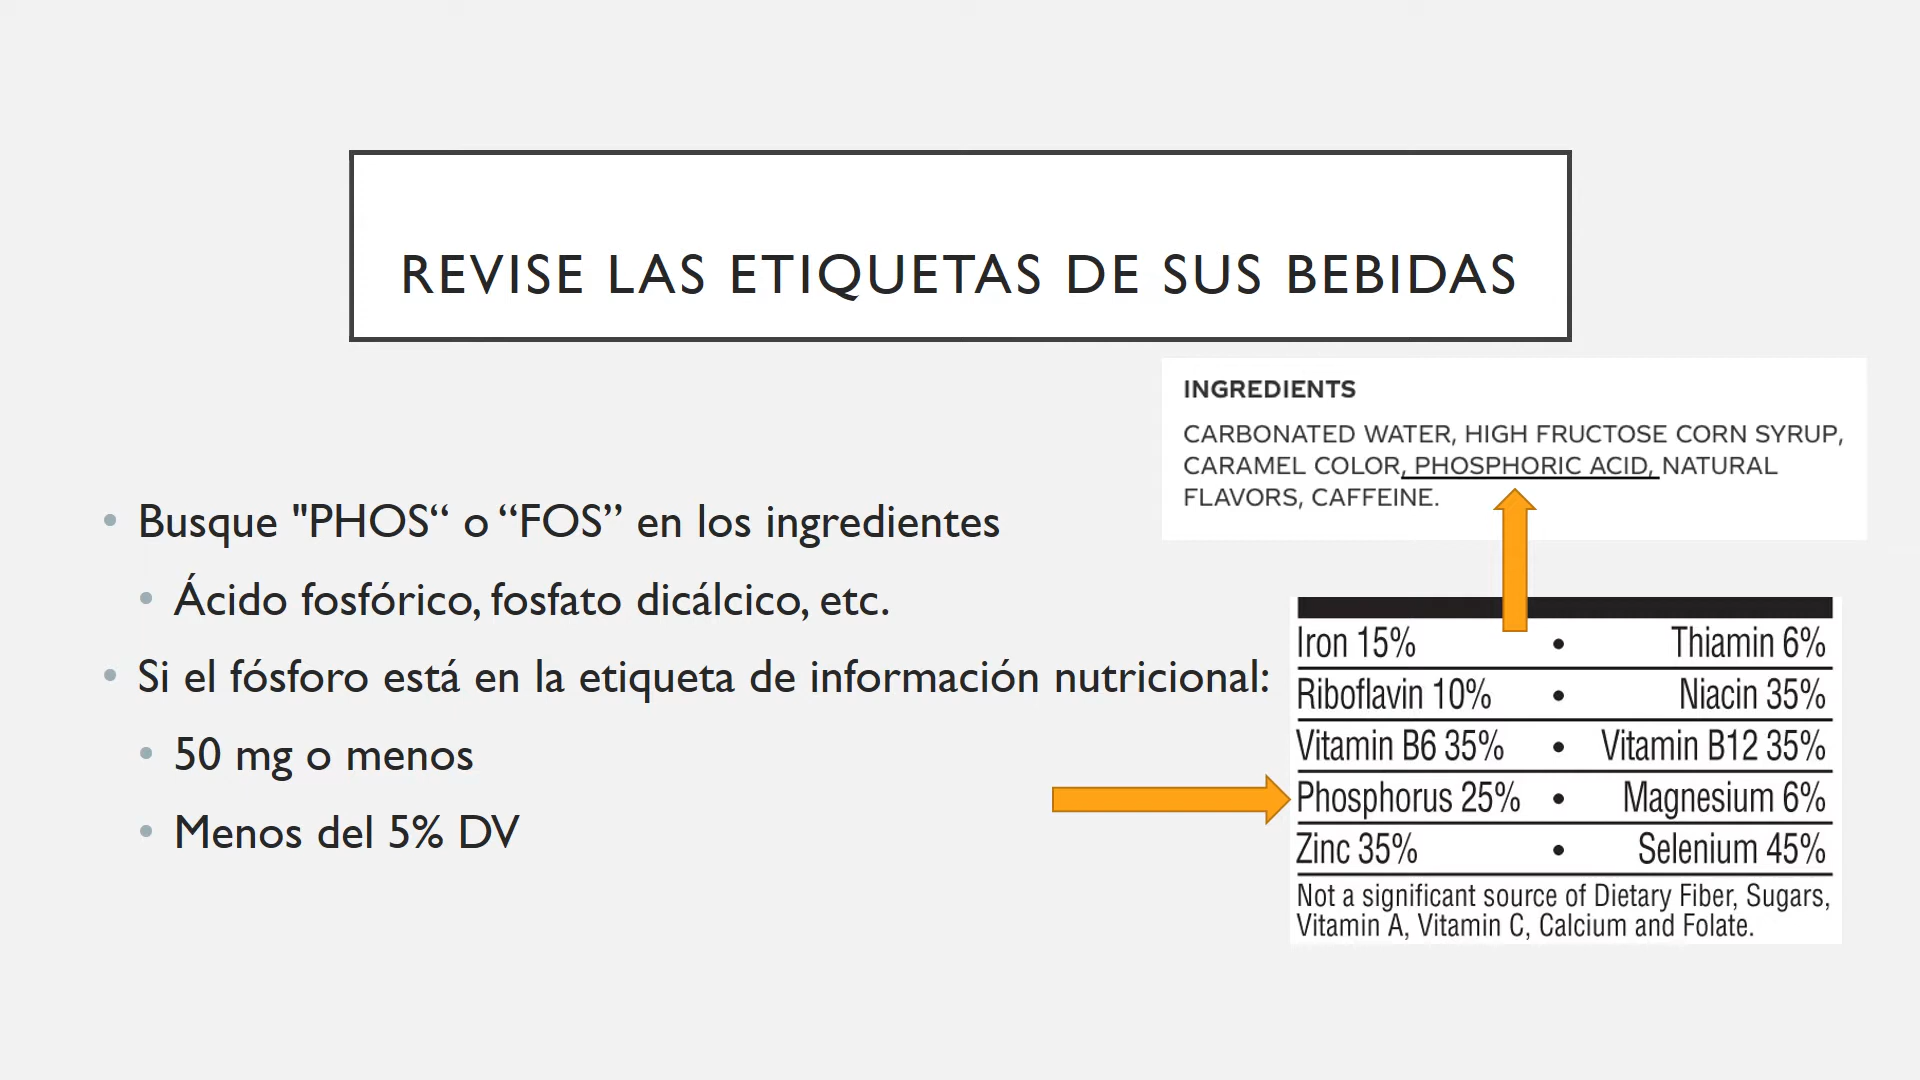 REVISE LAS ETIQUETAS DE SUS BEBIDAS
• Busque "PHOS“ o “FOS” en los ingredientes
• Ácido fosfórico, fosfato dicálcico, etc.
• Si el fósforo está en la etiqueta de información nutricional:
• 50 mg o menos
• Menos del 5% DV
INGREDIENTS
CARBONATED WATER, HIGH FRUCTOSE CORN SYRUP,
CARAMEL COLOR, PHOSPHORIC ACID, NATURAL
FLAVORS, CAFFEINE.
Iron 15% • Thiamin 6%
Riboflavin 10% • Niacin 35%
Vitamin B6 35% • Vitamin B12 35%
Phosphorus 25% • Magnesium 6%
Zinc 35% • Selenium 45%
Not a significant source of Dietary Fiber, Sugars,
Vitamin A, Vitamin C, Calcium and Folate.